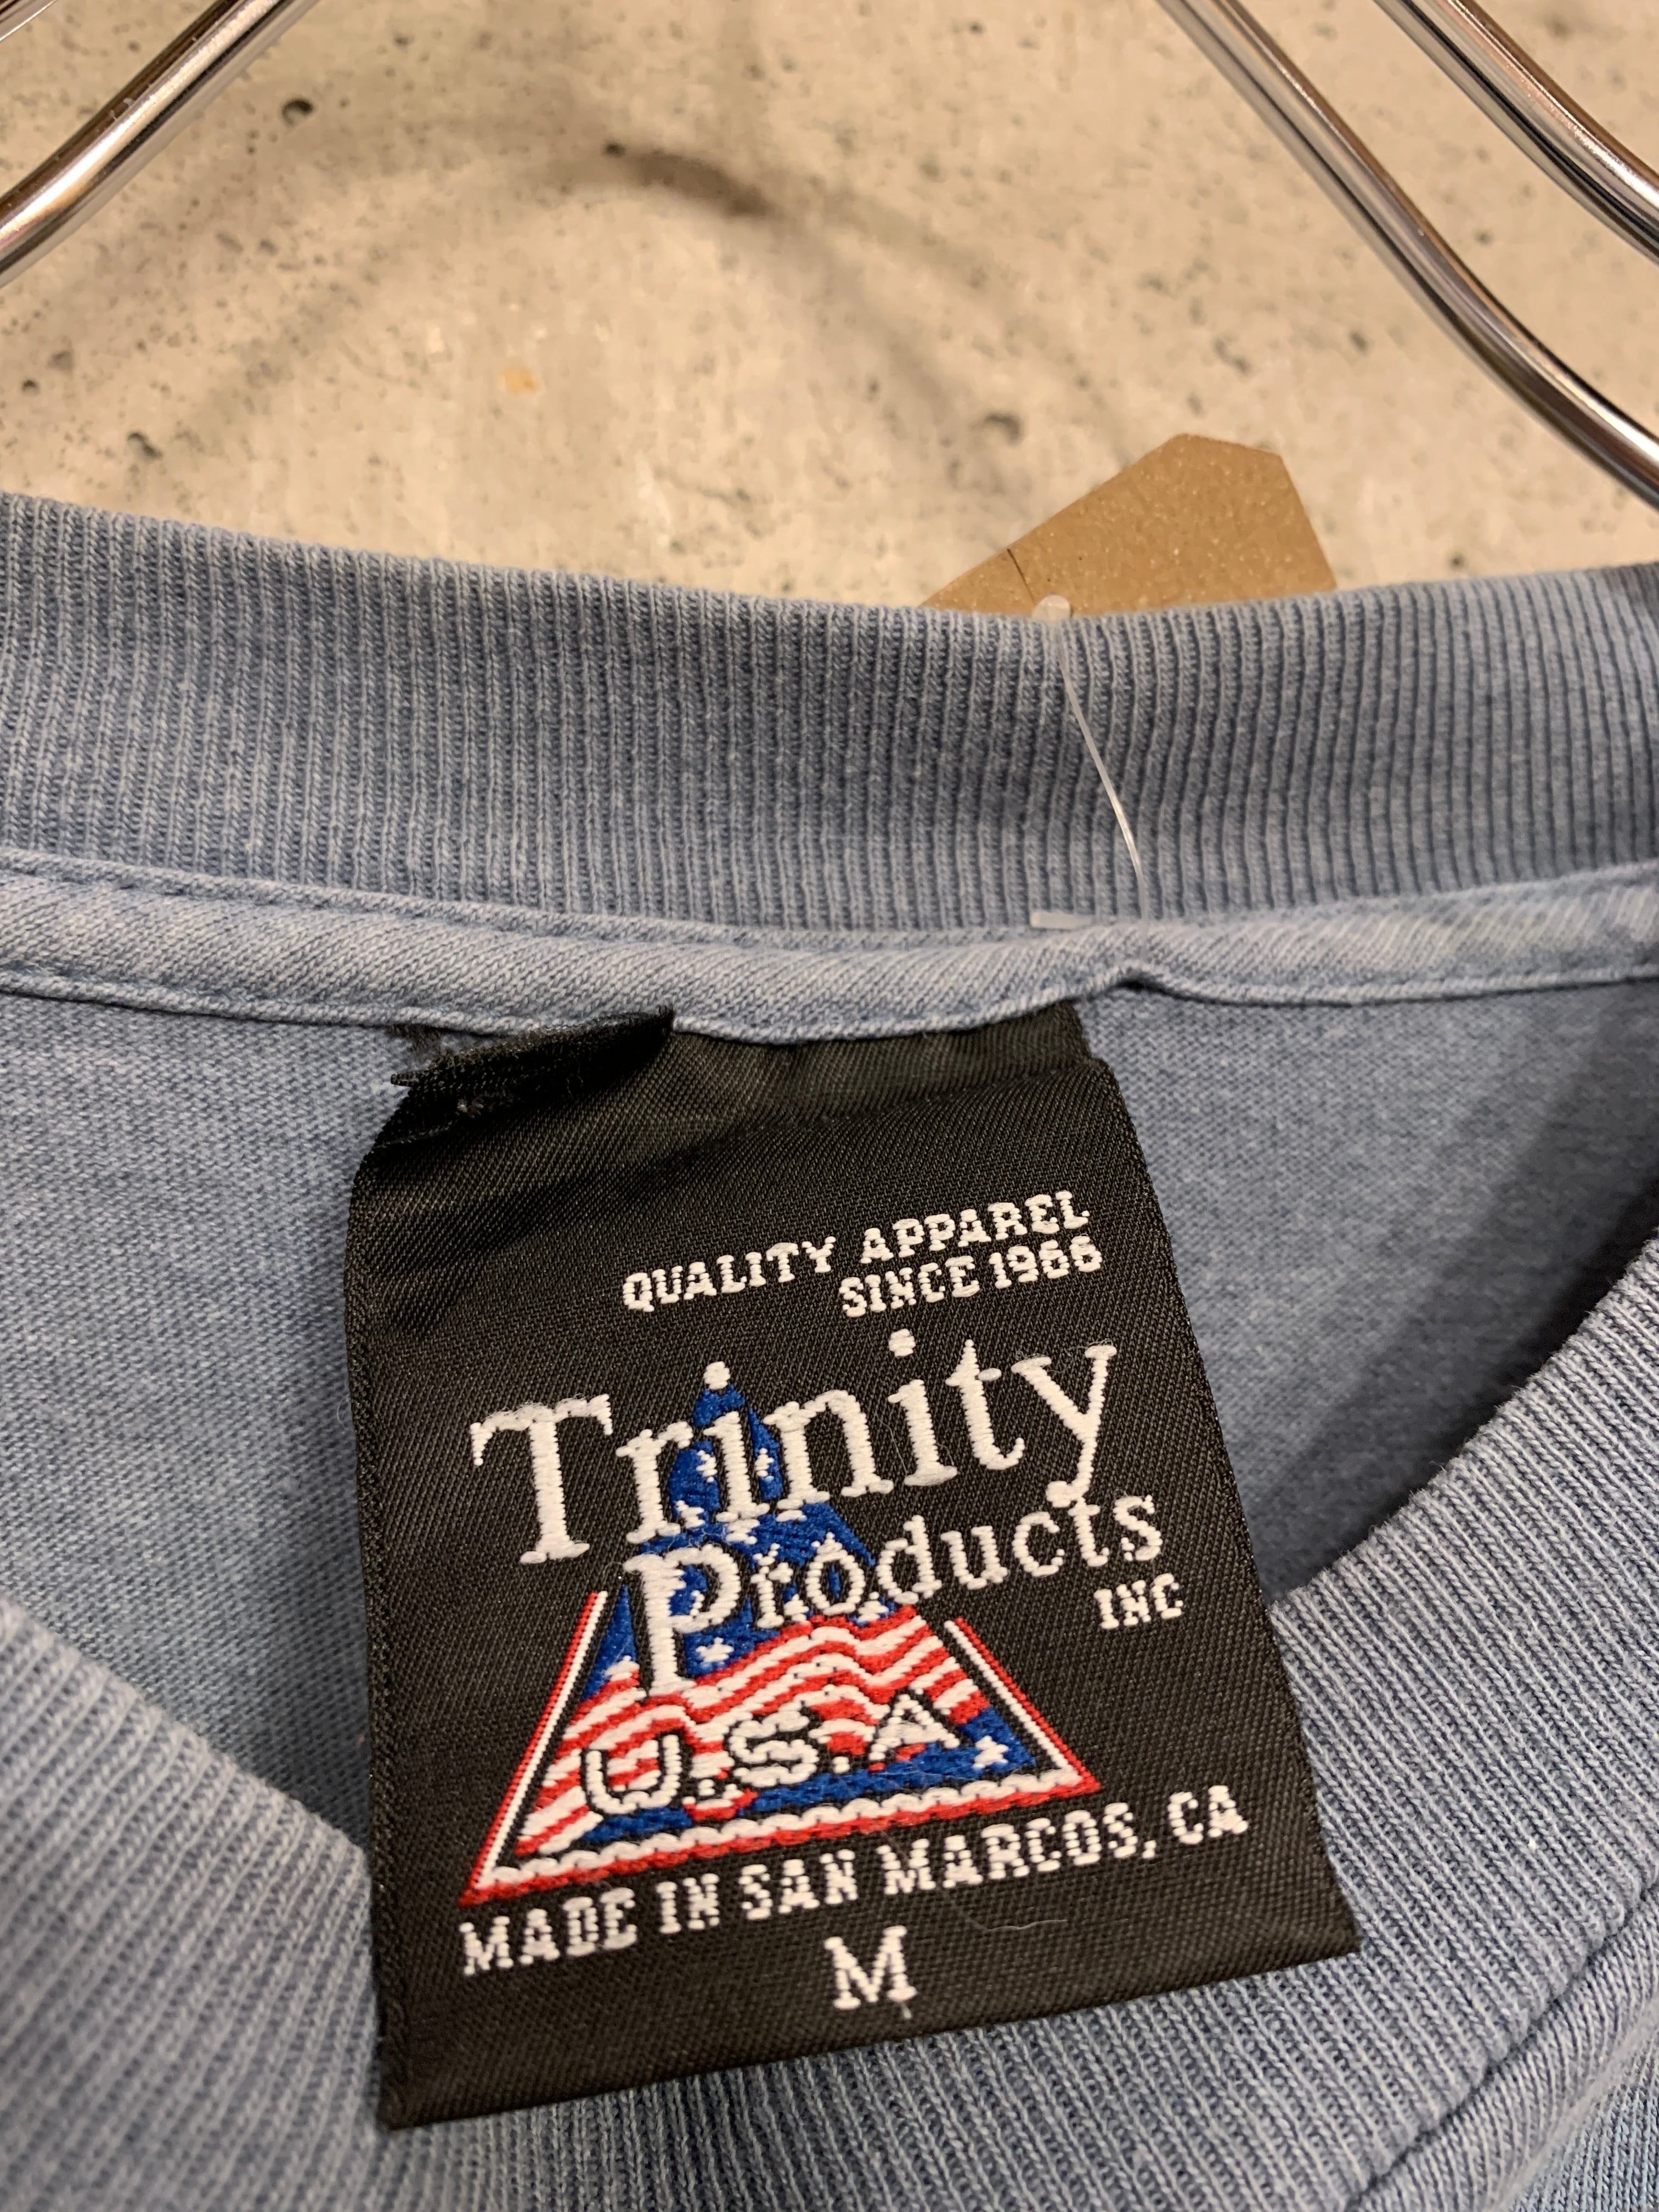 QUALITY APPAREL
SINCE 1966
Trinity
Products
INC
U.S.A
MADE IN SAN MARCOS, CA
M